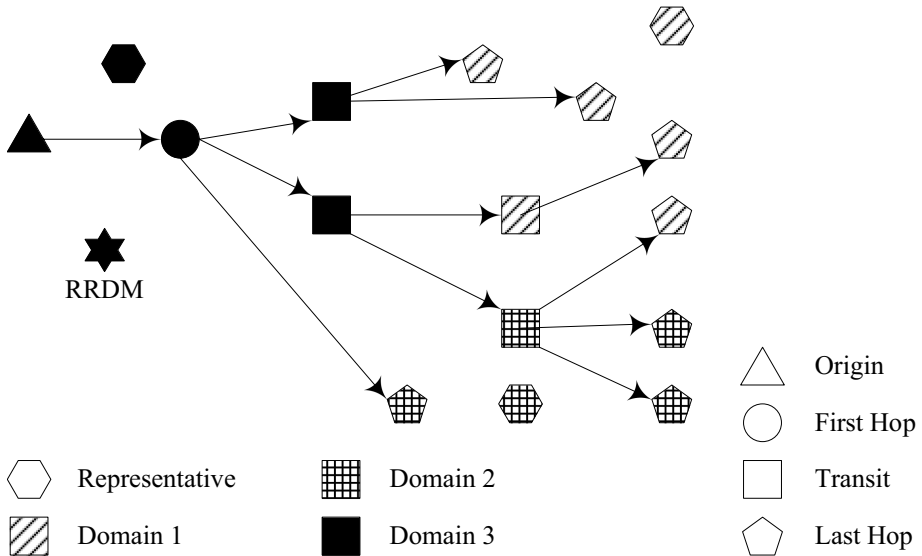 RRDM
Origin
First Hop
Representative
Domain 2
Transit
Domain 1
Domain 3
Last Hop